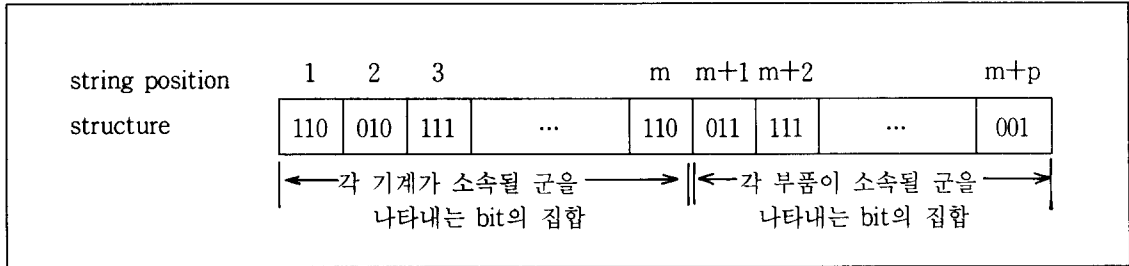 string position 1 2 3 m m+1 m+2 m+p
structure 110 010 111 ... 110 011 111 ... 001
각 기계가 소속될 군을 각 부품이 소속될 군을
나타내는 bit의 집합 나타내는 bit의 집합